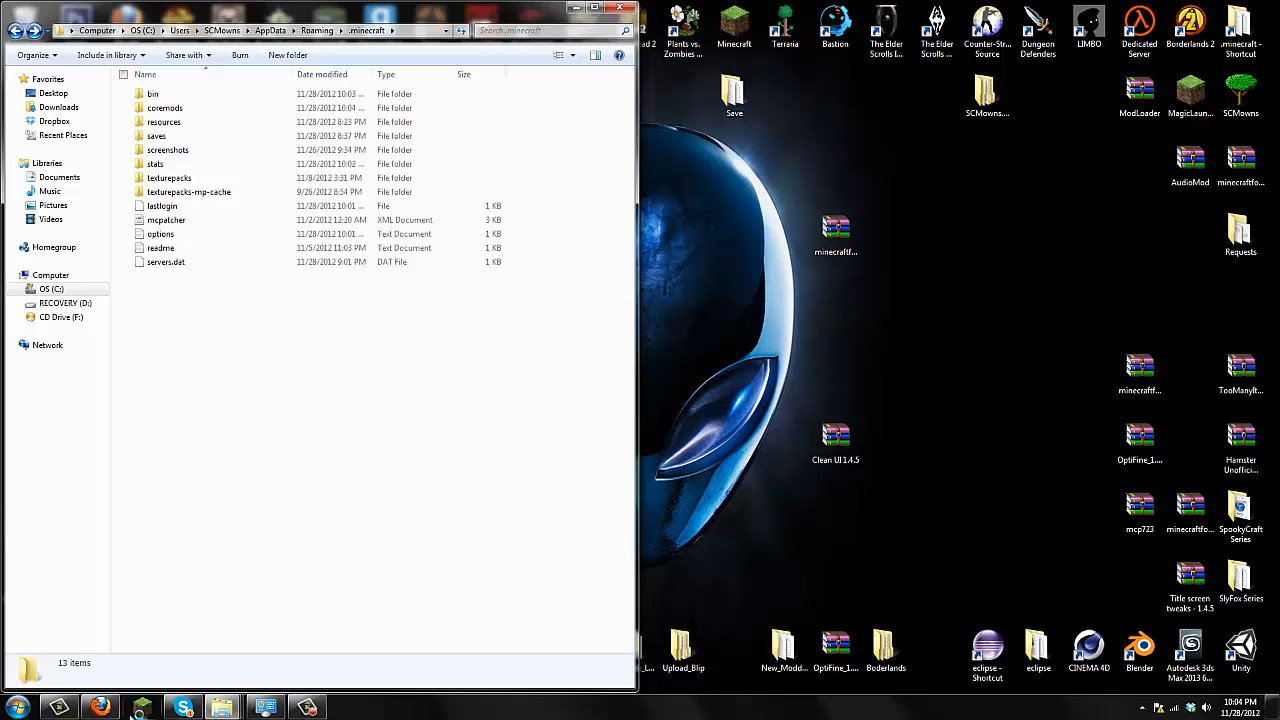 Computer ▸ OS (C:) ▸ Users ▸ SCMowns ▸ AppData ▸ Roaming ▸ .minecraft ▸
Search .minecraft
Organize
Include in library
Share with
Burn
New folder
Name
Date modified
Type
Size
Favorites
Desktop
Downloads
Dropbox
Recent Places
Libraries
Documents
Music
Pictures
Videos
Homegroup
Computer
OS (C:)
RECOVERY (D:)
CD Drive (F:)
Network
bin 11/28/2012 10:03 ... File folder
coremods 11/28/2012 10:04 ... File folder
resources 11/28/2012 8:23 PM File folder
saves 11/28/2012 8:37 PM File folder
screenshots 11/26/2012 9:34 PM File folder
stats 11/28/2012 10:02 ... File folder
texturepacks 11/8/2012 3:31 PM File folder
texturepacks-mp-cache 9/26/2012 8:54 PM File folder
lastlogin 11/28/2012 10:01 ... File 1 KB
mcpatcher 11/2/2012 12:20 AM XML Document 3 KB
options 11/28/2012 10:01 ... Text Document 1 KB
readme 11/5/2012 11:03 PM Text Document 1 KB
servers.dat 11/28/2012 9:01 PM DAT File 1 KB
13 items
ad 2
Plants vs.
Zombies ...
Minecraft
Terraria
Bastion
The Elder
Scrolls I...
The Elder
Scrolls ...
Counter-Str...
Source
Dungeon
Defenders
LIMBO
Dedicated
Server
Borderlands 2
.minecraft -
Shortcut
Save
SCMowns....
ModLoader
MagicLaun...
SCMowns
AudioMod
minecraftfo...
minecraftf...
Requests
minecraftf...
TooManyIt...
Clean UI 1.4.5
OptiFine_1....
Hamster
Unoffici...
mcp723
minecraftfo...
SpookyCraft
Series
Title screen
tweaks - 1.4.5
SlyFox Series
_L...
Upload_Blip
New_Modd...
OptiFine_1....
Boderlands
eclipse -
Shortcut
eclipse
CINEMA 4D
Blender
Autodesk 3ds
Max 2013 6...
Unity
10:04 PM
11/28/2012